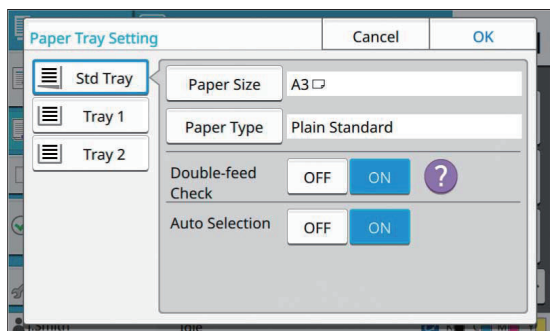 Paper Tray Setting
Cancel
OK
Std Tray
Tray 1
Tray 2
Paper Size
A3
Paper Type
Plain Standard
Double-feed
Check
OFF
ON
?
Auto Selection
OFF
ON
Idle